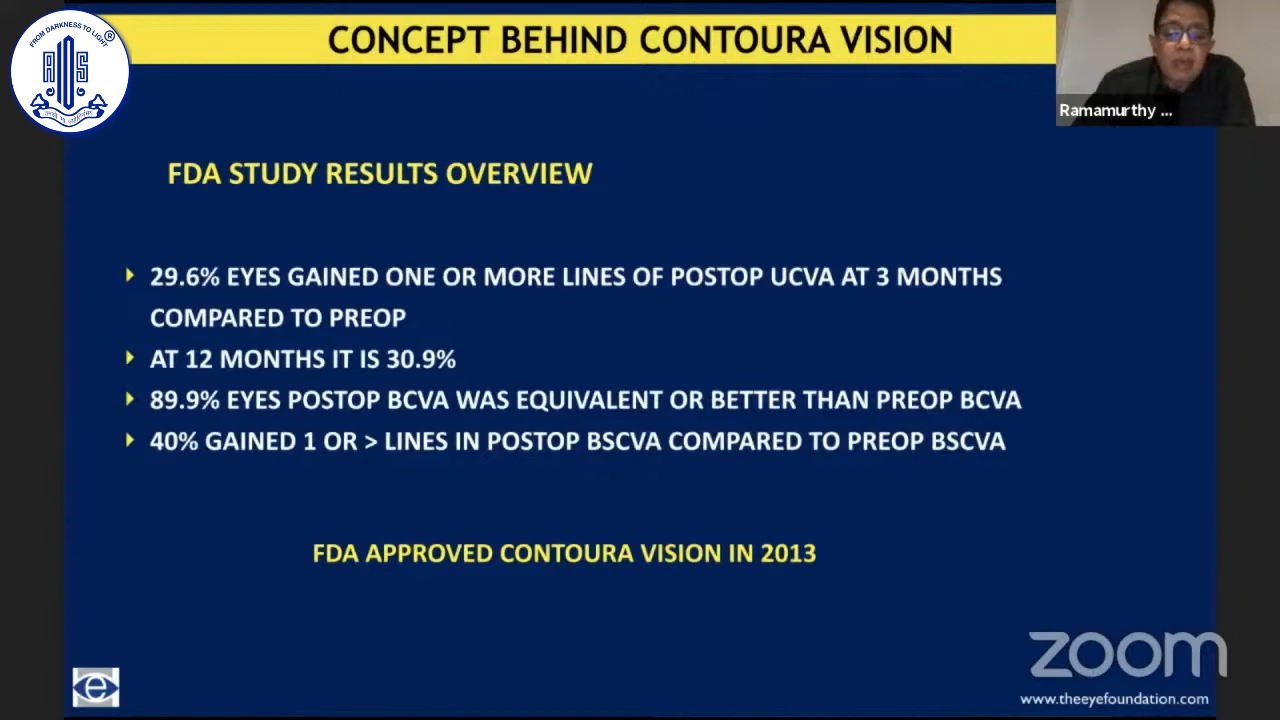 CONCEPT BEHIND CONTOURA VISION
FROM DARKNESS TO LIGHT
®
AIOS
Ramamurthy ...
FDA STUDY RESULTS OVERVIEW
29.6% EYES GAINED ONE OR MORE LINES OF POSTOP UCVA AT 3 MONTHS
COMPARED TO PREOP
AT 12 MONTHS IT IS 30.9%
89.9% EYES POSTOP BCVA WAS EQUIVALENT OR BETTER THAN PREOP BCVA
40% GAINED 1 OR > LINES IN POSTOP BSCVA COMPARED TO PREOP BSCVA
FDA APPROVED CONTOURA VISION IN 2013
zoom
e
www.theeyefoundation.com